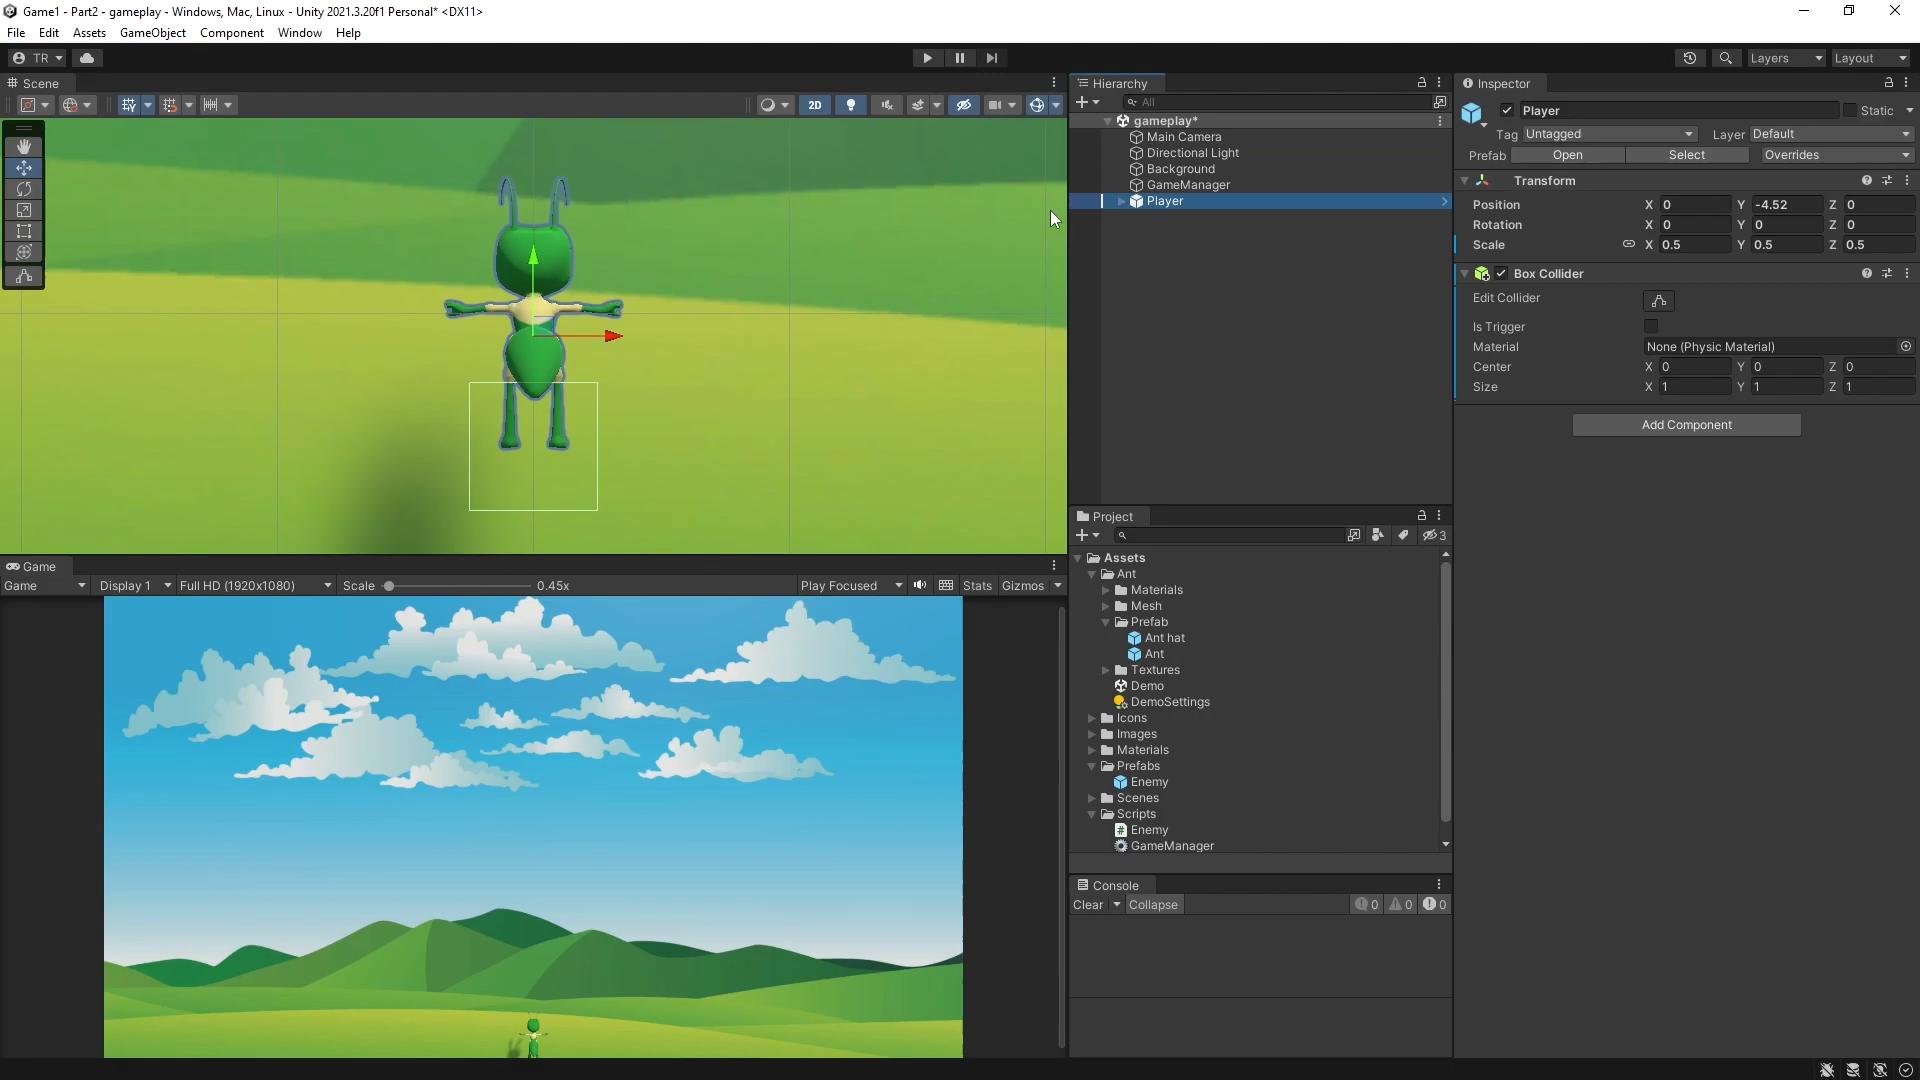 Game1 - Part2 - gameplay - Windows, Mac, Linux - Unity 2021.3.20f1 Personal* <DX11>
File Edit Assets GameObject Component Window Help
TR
Layers Layout
Scene
2D
Game
Game Display 1 Full HD (1920x1080) Scale 0.45x Play Focused Stats Gizmos
Hierarchy
All
gameplay*
Main Camera
Directional Light
Background
GameManager
Player
Project
3
Assets
Ant
Materials
Mesh
Prefab
Ant hat
Ant
Textures
Demo
DemoSettings
Icons
Images
Materials
Prefabs
Enemy
Scenes
Scripts
Enemy
GameManager
Console
Clear Collapse 0 0 0
Inspector
Player Static
Tag Untagged Layer Default
Prefab Open Select Overrides
Transform
Position X 0 Y -4.52 Z 0
Rotation X 0 Y 0 Z 0
Scale X 0.5 Y 0.5 Z 0.5
Box Collider
Edit Collider
Is Trigger
Material None (Physic Material)
Center X 0 Y 0 Z 0
Size X 1 Y 1 Z 1
Add Component